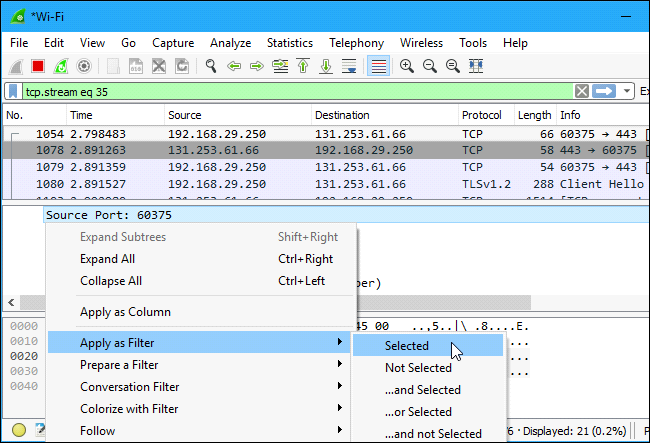 *Wi-Fi
File Edit View Go Capture Analyze Statistics Telephony Wireless Tools Help
tcp.stream eq 35
No. Time Source Destination Protocol Length Info
1054 2.798483 192.168.29.250 131.253.61.66 TCP 66 60375 → 443 [
1078 2.891263 131.253.61.66 192.168.29.250 TCP 58 443 → 60375 [
1079 2.891359 192.168.29.250 131.253.61.66 TCP 54 60375 → 443 [
1080 2.891527 192.168.29.250 131.253.61.66 TLSv1.2 288 Client Hello
Source Port: 60375
Expand Subtrees Shift+Right
Expand All Ctrl+Right
Collapse All Ctrl+Left
ber)
Apply as Column
0000 45 00 ..,5..|\ .8....E.
0010
Apply as Filter
Selected
0020
Prepare a Filter
Not Selected
0030
Conversation Filter
...and Selected
0040
Colorize with Filter
...or Selected
Follow
...and not Selected
Displayed: 21 (0.2%)